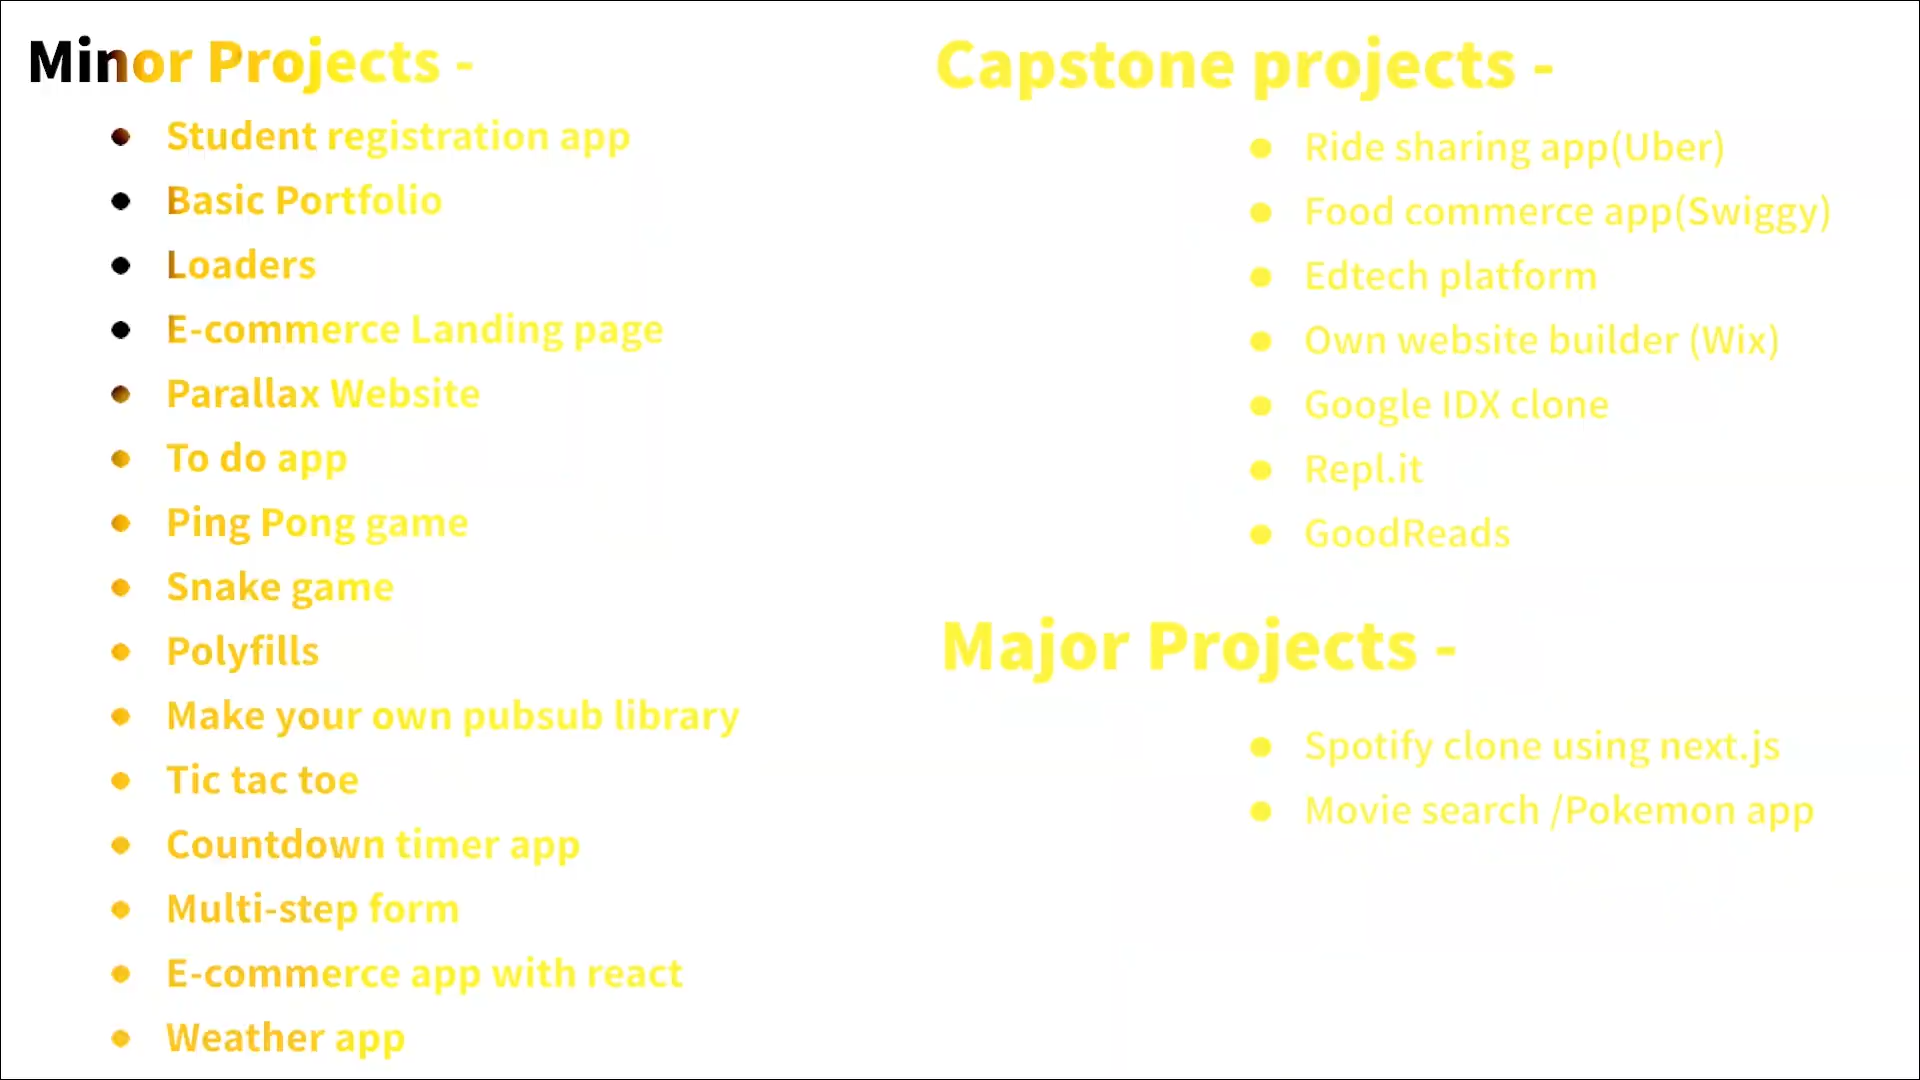 Minor Projects -
Student registration app
Basic Portfolio
Loaders
E-commerce Landing page
Parallax Website
To do app
Ping Pong game
Snake game
Polyfills
Make your own pubsub library
Tic tac toe
Countdown timer app
Multi-step form
E-commerce app with react
Weather app
Capstone projects -
Ride sharing app(Uber)
Food commerce app(Swiggy)
Edtech platform
Own website builder (Wix)
Google IDX clone
Repl.it
GoodReads
Major Projects -
Spotify clone using next.js
Movie search /Pokemon app